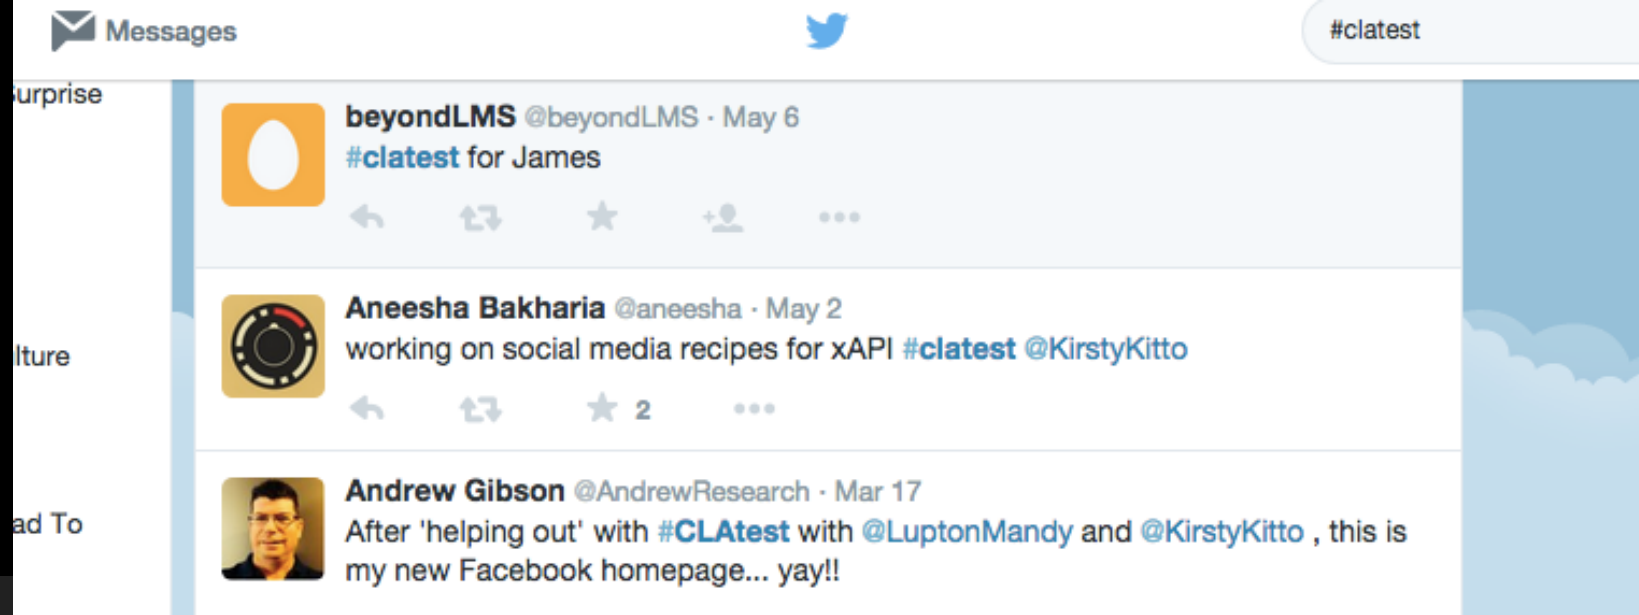 Messages
#clatest
urprise
beyondLMS @beyondLMS · May 6
#clatest for James
Aneesha Bakharia @aneesha · May 2
lture
working on social media recipes for xAPI #clatest @KirstyKitto
2
Andrew Gibson @AndrewResearch · Mar 17
ad To
After 'helping out' with #CLAtest with @LuptonMandy and @KirstyKitto , this is
my new Facebook homepage... yay!!